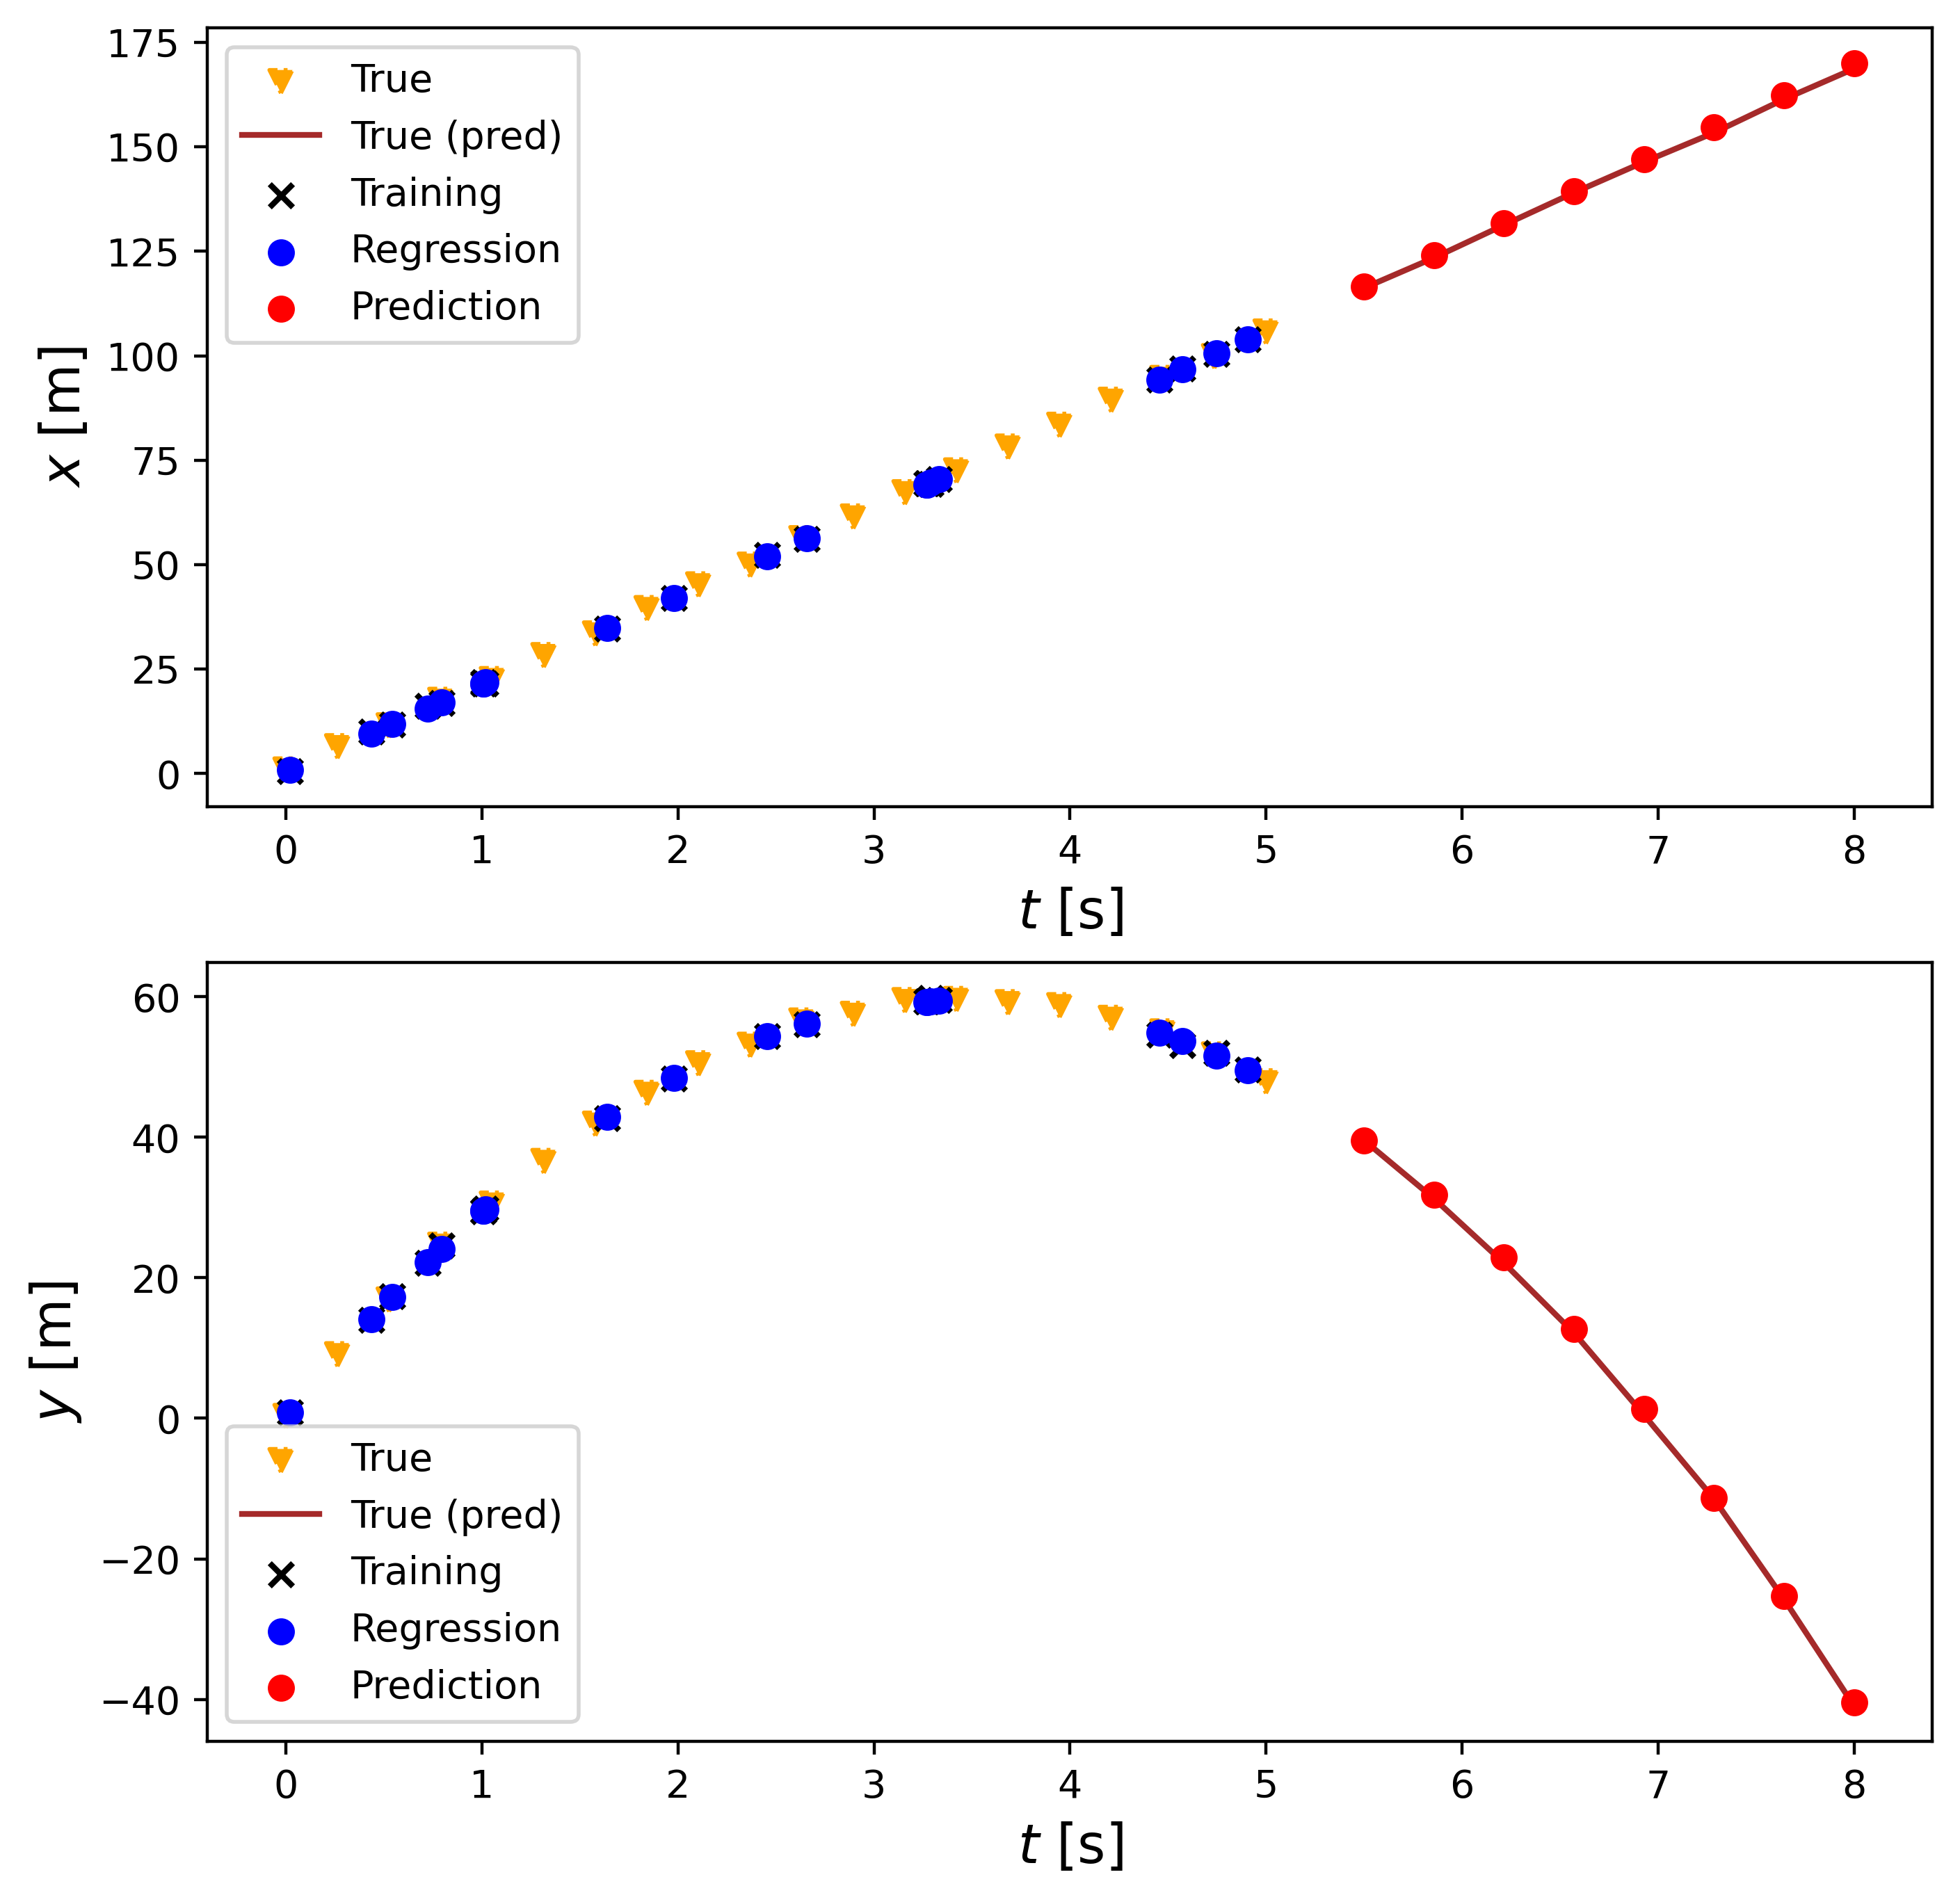 175
150
125
100
75
50
25
0
x [m]
True
True (pred)
Training
Regression
Prediction
0 1 2 3 4 5 6 7 8
t [s]
60
40
20
0
−20
−40
y [m]
True
True (pred)
Training
Regression
Prediction
0 1 2 3 4 5 6 7 8
t [s]